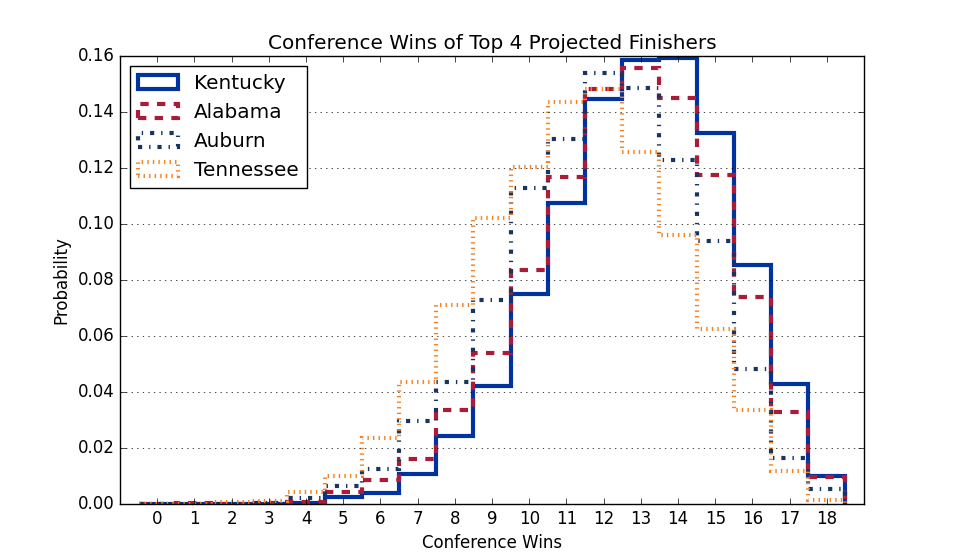 Conference Wins of Top 4 Projected Finishers
0.16
0.14
0.12
0.10
0.08
0.06
0.04
0.02
0.00
Probability
Kentucky
Alabama
Auburn
Tennessee
0 1 2 3 4 5 6 7 8 9 10 11 12 13 14 15 16 17 18
Conference Wins